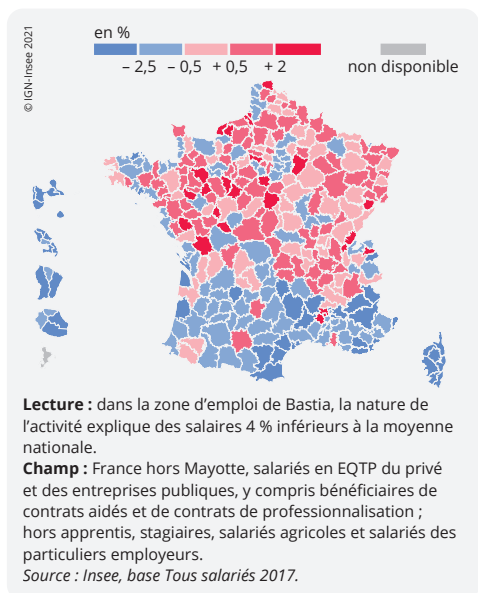 © IGN-Insee 2021
en %
– 2,5 – 0,5 + 0,5 + 2
non disponible
Lecture : dans la zone d’emploi de Bastia, la nature de
l’activité explique des salaires 4 % inférieurs à la moyenne
nationale.
Champ : France hors Mayotte, salariés en EQTP du privé
et des entreprises publiques, y compris bénéficiaires de
contrats aidés et de contrats de professionnalisation ;
hors apprentis, stagiaires, salariés agricoles et salariés des
particuliers employeurs.
Source : Insee, base Tous salariés 2017.